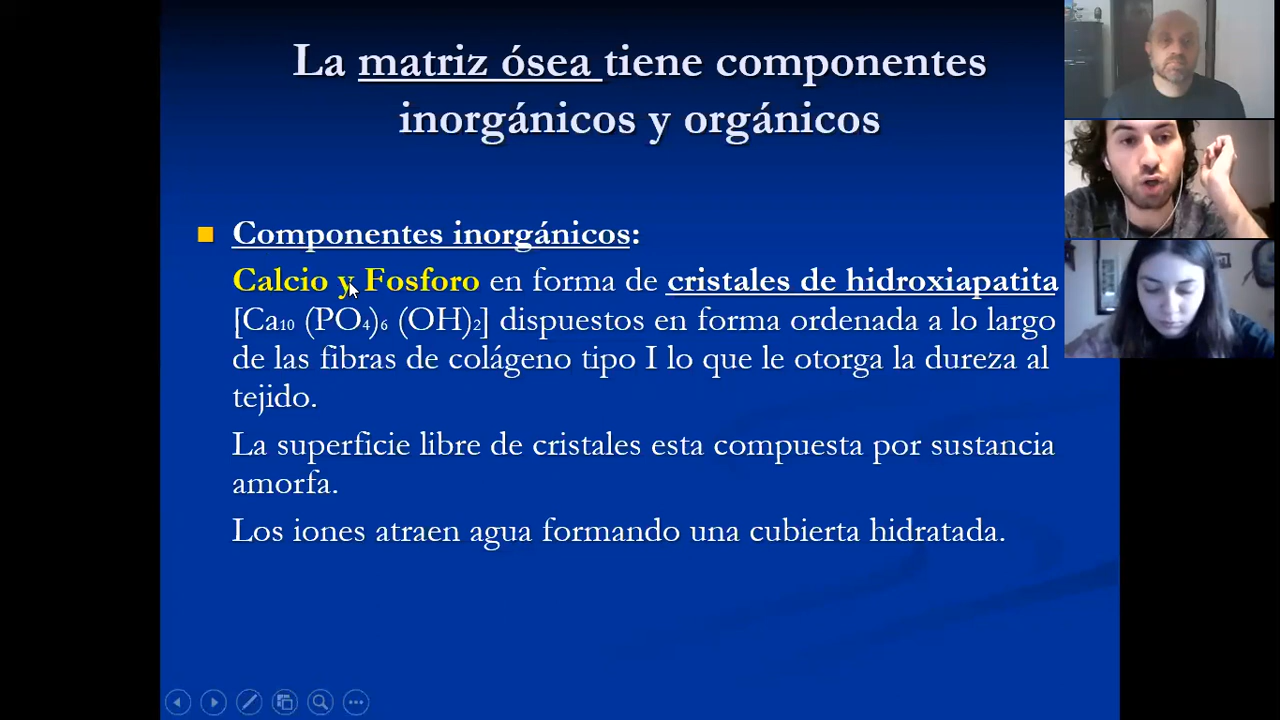 La matriz ósea tiene componentes
inorgánicos y orgánicos
Componentes inorgánicos:
Calcio y Fosforo en forma de cristales de hidroxiapatita
[Ca₁₀ (PO₄)₆ (OH)₂] dispuestos en forma ordenada a lo largo
de las fibras de colágeno tipo I lo que le otorga la dureza al
tejido.
La superficie libre de cristales esta compuesta por sustancia
amorfa.
Los iones atraen agua formando una cubierta hidratada.